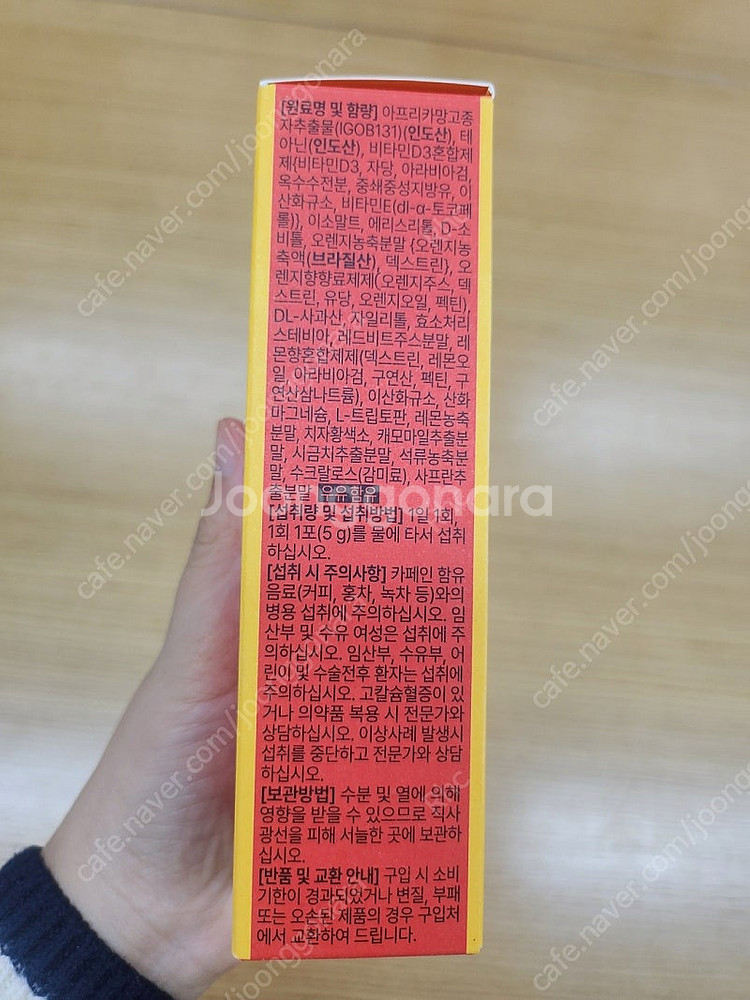 [원료명 및 함량] 아프리카망고종
자추출물(IGOB131)(인도산), 테
아닌(인도산), 비타민D3혼합제
제{비타민D3, 자당, 아라비아검,
옥수수전분, 중쇄중성지방유, 이
산화규소, 비타민E(dl-α-토코페
롤)}, 이소말트, 에리스리톨, D-소
비톨, 오렌지농축분말 {오렌지농
축액(브라질산), 덱스트린}, 오
렌지향향료제제(오렌지주스, 덱
스트린, 유당, 오렌지오일, 펙틴),
DL-사과산, 자일리톨, 효소처리
스테비아, 레드비트주스분말, 레
몬향혼합제제(덱스트린, 레몬오
일, 아라비아검, 구연산, 펙틴, 구
연산삼나트륨), 이산화규소, 산화
마그네슘, L-트립토판, 레몬농축
분말, 치자황색소, 캐모마일추출분
말, 시금치추출분말, 석류농축분
말, 수크랄로스(감미료), 사프란추
출분말 우유함유
[섭취량 및 섭취방법] 1일 1회,
1회 1포(5 g)를 물에 타서 섭취
하십시오.
[섭취 시 주의사항] 카페인 함유
음료(커피, 홍차, 녹차 등)와의
병용 섭취에 주의하십시오. 임
산부 및 수유 여성은 섭취에 주
의하십시오. 임산부, 수유부, 어
린이 및 수술전후 환자는 섭취에
주의하십시오. 고칼슘혈증이 있
거나 의약품 복용 시 전문가와
상담하십시오. 이상사례 발생시
섭취를 중단하고 전문가와 상담
하십시오.
[보관방법] 수분 및 열에 의해
영향을 받을 수 있으므로 직사
광선을 피해 서늘한 곳에 보관하
십시오.
[반품 및 교환 안내] 구입 시 소비
기한이 경과되었거나 변질, 부패
또는 오손된 제품의 경우 구입처
에서 교환하여 드립니다.
Joonggonara
cafe.naver.com/joonggonara